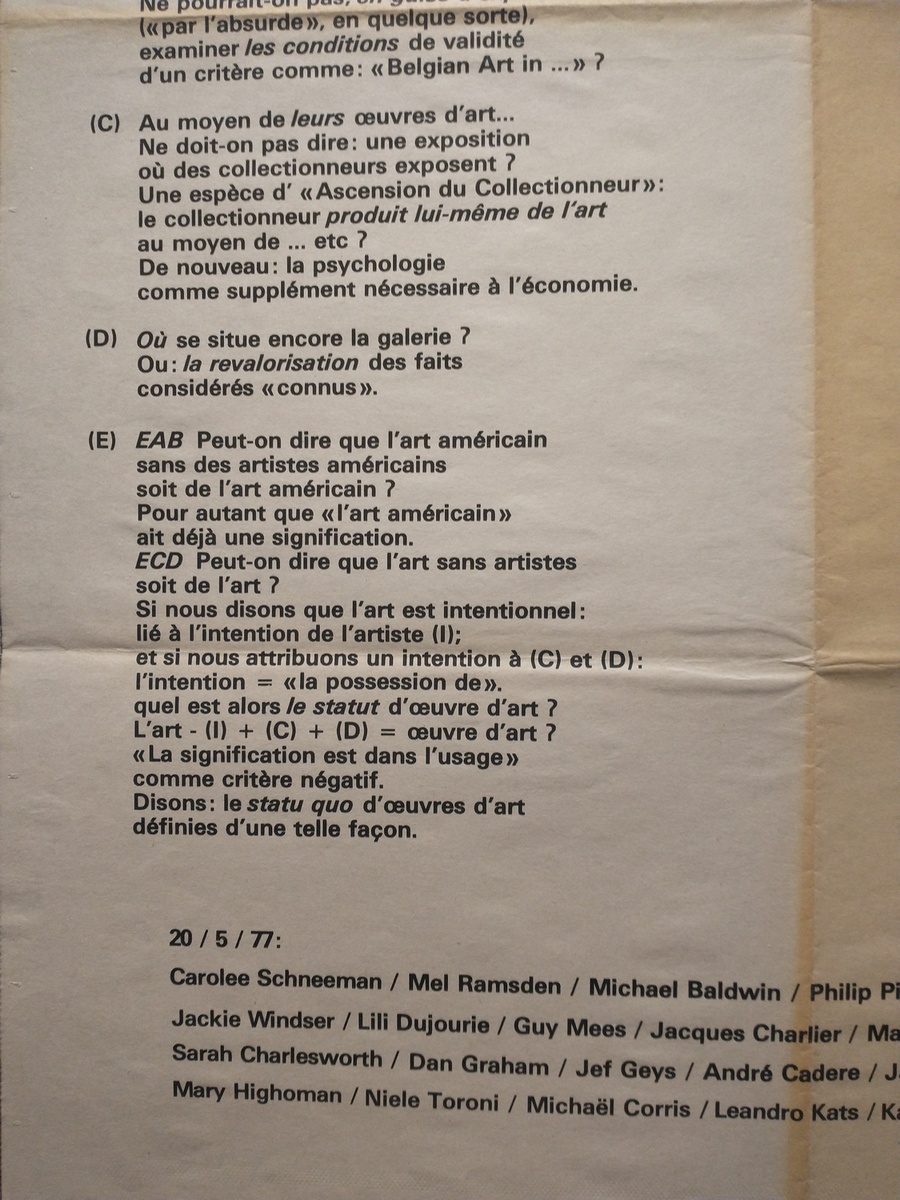 Ne pourrait-on pas,
(«par l'absurde», en quelque sorte),
examiner les conditions de validité
d'un critère comme: «Belgian Art in ...» ?
(C) Au moyen de leurs œuvres d'art...
Ne doit-on pas dire: une exposition
où des collectionneurs exposent ?
Une espèce d' «Ascension du Collectionneur»:
le collectionneur produit lui-même de l'art
au moyen de ... etc ?
De nouveau: la psychologie
comme supplément nécessaire à l'économie.
(D) Où se situe encore la galerie ?
Ou: la revalorisation des faits
considérés «connus».
(E) EAB Peut-on dire que l'art américain
sans des artistes américains
soit de l'art américain ?
Pour autant que «l'art américain»
ait déjà une signification.
ECD Peut-on dire que l'art sans artistes
soit de l'art ?
Si nous disons que l'art est intentionnel:
lié à l'intention de l'artiste (I);
et si nous attribuons un intention à (C) et (D):
l'intention = «la possession de».
quel est alors le statut d'œuvre d'art ?
L'art - (I) + (C) + (D) = œuvre d'art ?
«La signification est dans l'usage»
comme critère négatif.
Disons: le statu quo d'œuvres d'art
définies d'une telle façon.
20 / 5 / 77:
Carolee Schneeman / Mel Ramsden / Michael Baldwin / Philip Pi
Jackie Windser / Lili Dujourie / Guy Mees / Jacques Charlier / Ma
Sarah Charlesworth / Dan Graham / Jef Geys / André Cadere / J
Mary Highoman / Niele Toroni / Michaël Corris / Leandro Kats / Ka